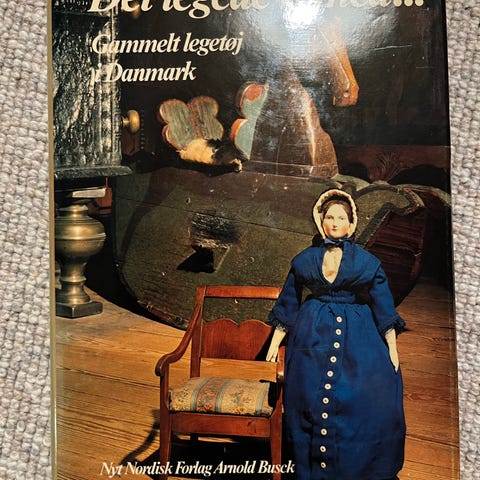 Det legede
Gammelt legetøj
i Danmark
Nyt Nordisk Forlag Arnold Busck